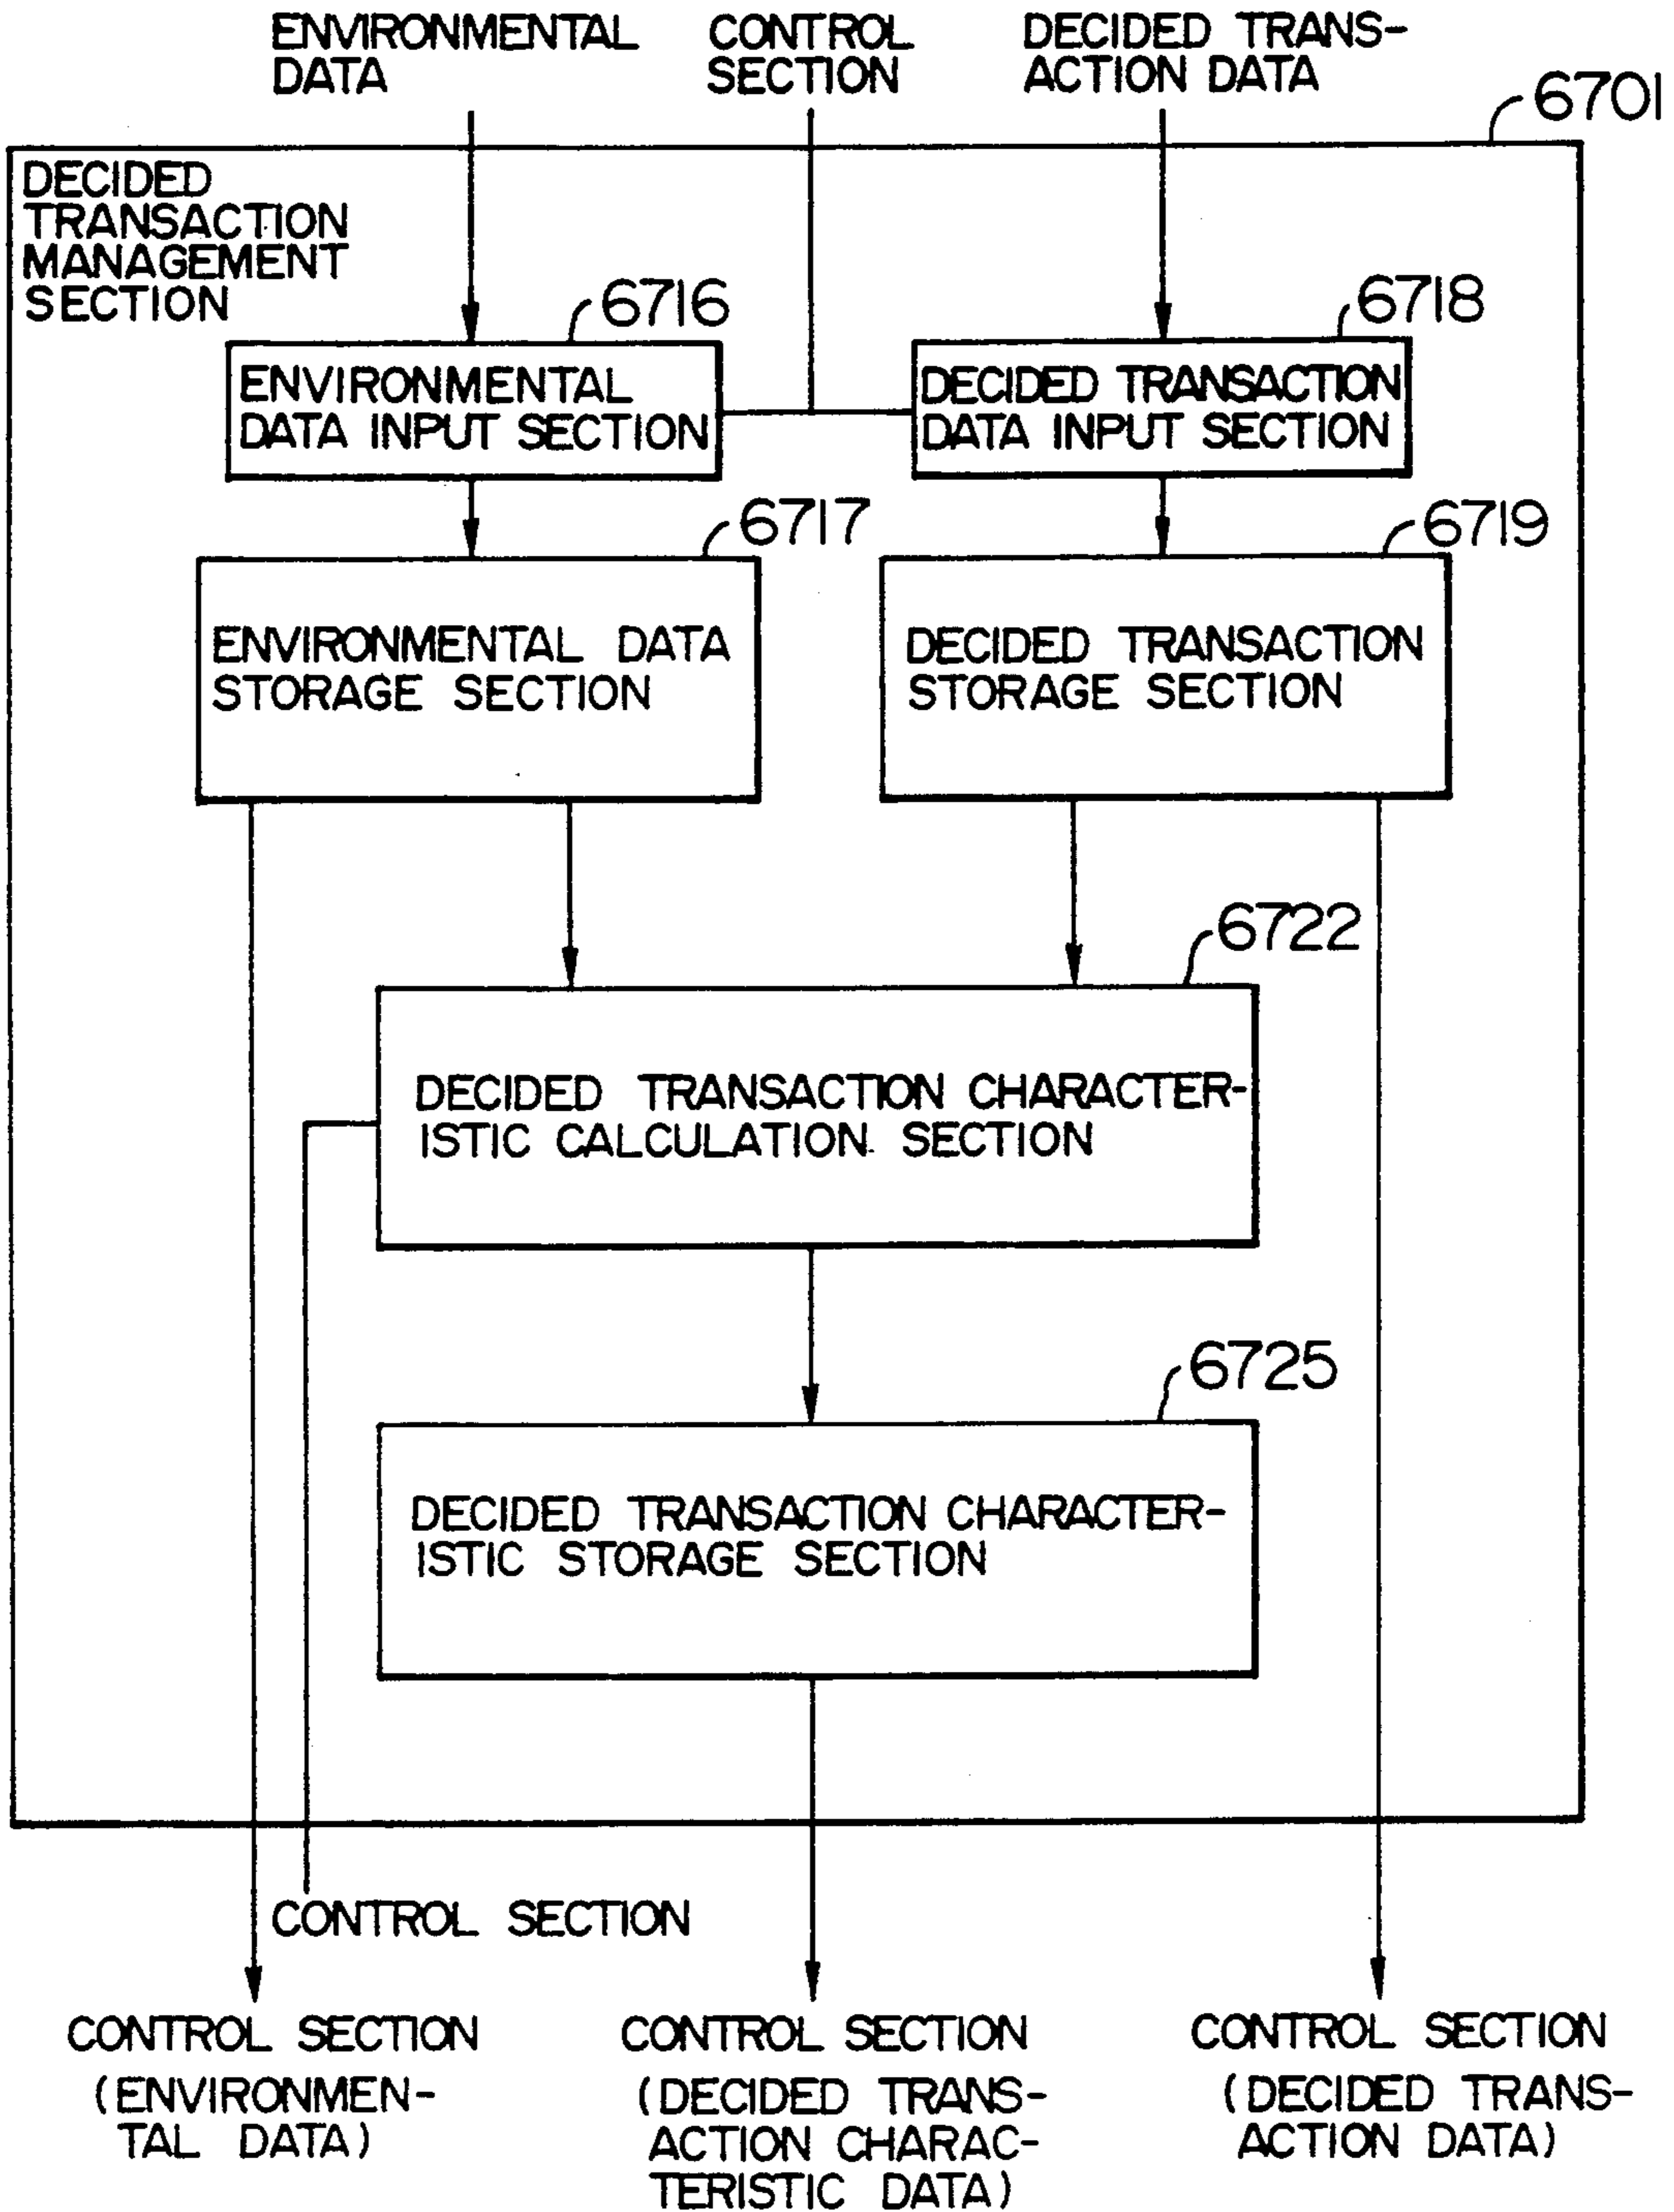 ENVIRONMENTAL
DATA
CONTROL
SECTION
DECIDED TRANS-
ACTION DATA
6701
DECIDED
TRANSACTION
MANAGEMENT
SECTION
6716
ENVIRONMENTAL
DATA INPUT SECTION
6718
DECIDED TRANSACTION
DATA INPUT SECTION
6717
ENVIRONMENTAL DATA
STORAGE SECTION
6719
DECIDED TRANSACTION
STORAGE SECTION
6722
DECIDED TRANSACTION CHARACTER-
ISTIC CALCULATION SECTION
6725
DECIDED TRANSACTION CHARACTER-
ISTIC STORAGE SECTION
CONTROL SECTION
CONTROL SECTION
(ENVIRONMEN-
TAL DATA)
CONTROL SECTION
(DECIDED TRANS-
ACTION CHARAC-
TERISTIC DATA)
CONTROL SECTION
(DECIDED TRANS-
ACTION DATA)